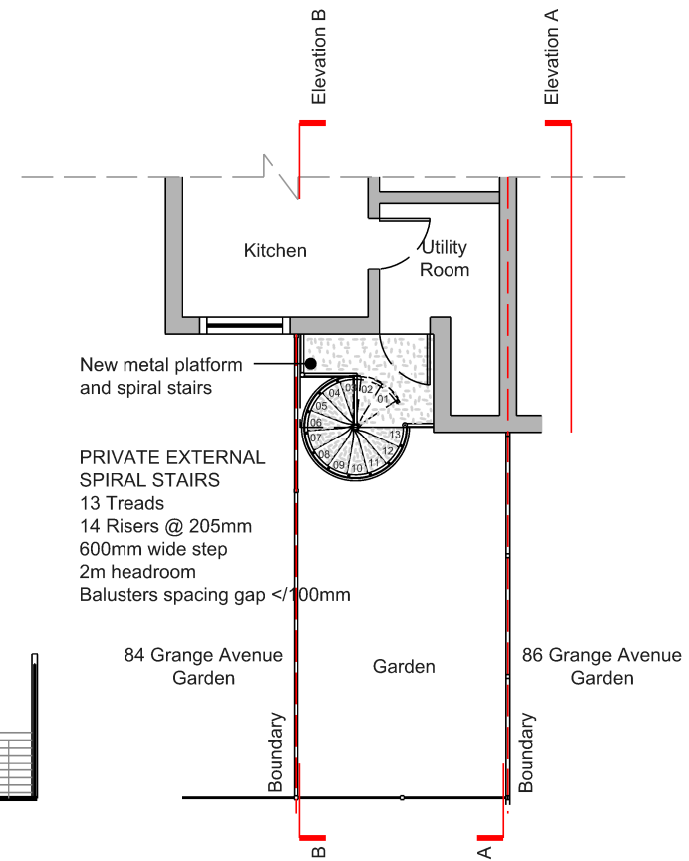 Elevation B
Elevation A
Kitchen
Utility
Room
New metal platform
and spiral stairs
01
02
03
04
05
06
07
08
09
10
11
12
13
PRIVATE EXTERNAL
SPIRAL STAIRS
13 Treads
14 Risers @ 205mm
600mm wide step
2m headroom
Balusters spacing gap </100mm
84 Grange Avenue
Garden
Garden
86 Grange Avenue
Garden
Boundary
Boundary
B
A